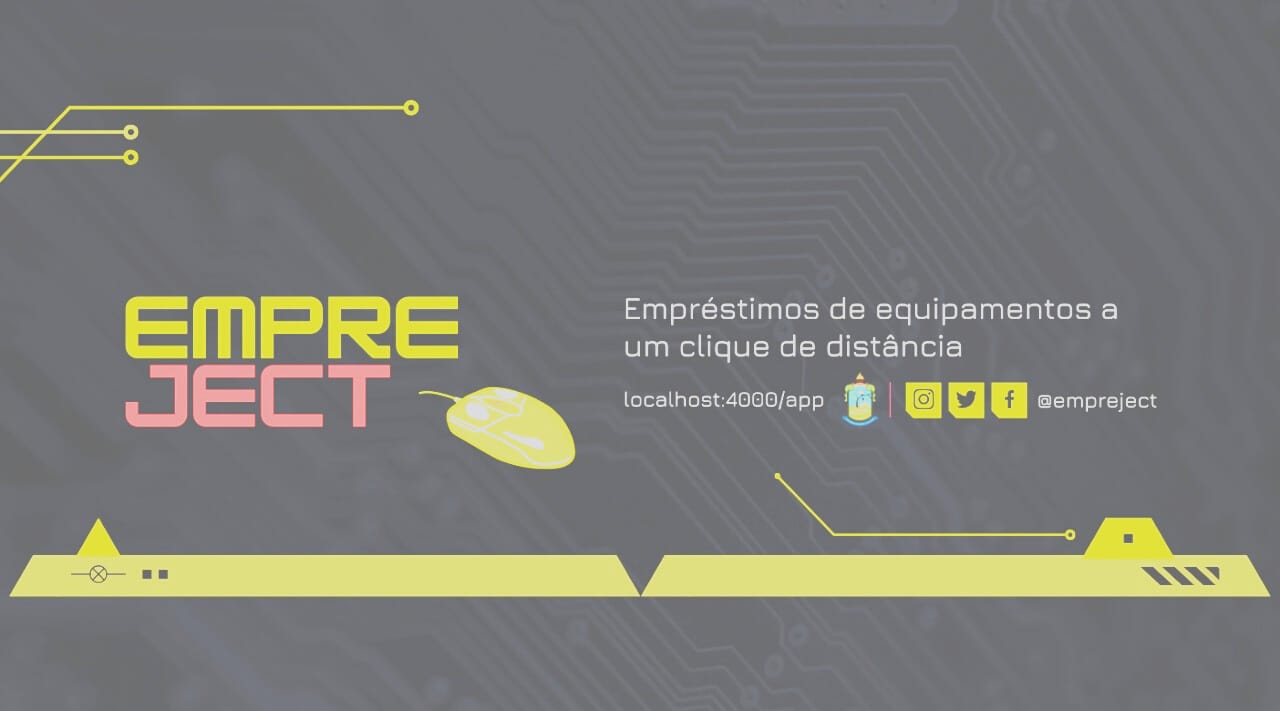 EMPRE
JECT
Empréstimos de equipamentos a
um clique de distância
localhost:4000/app
@empreject